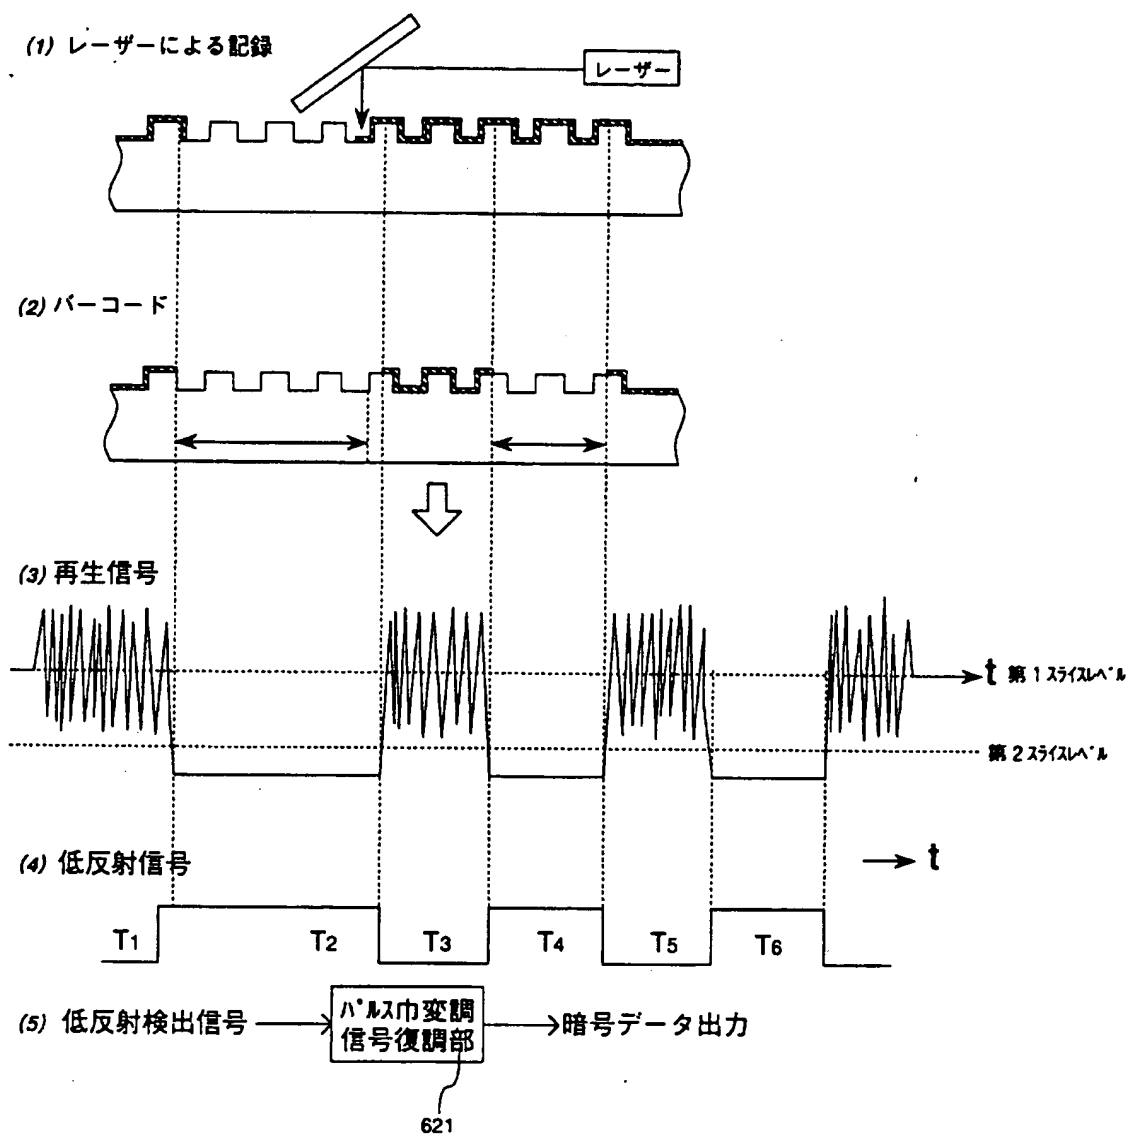 (1) レーザーによる記録
レーザー
(2) バーコード
(3) 再生信号
t 第1スライスレベル
第2スライスレベル
(4) 低反射信号
t
T1 T2 T3 T4 T5 T6
(5) 低反射検出信号
パルス巾変調
信号復調部
暗号データ出力
621